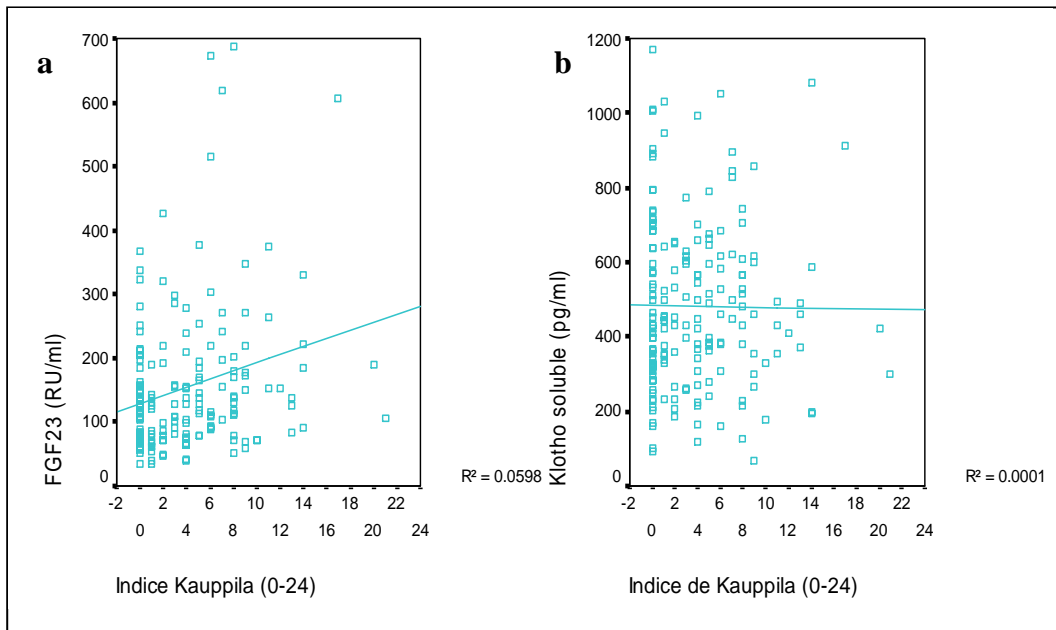 a
FGF23 (RU/ml)
700
600
500
400
300
200
100
0
-2 2 6 10 14 18 22
0 4 8 12 16 20 24
Indice Kauppila (0-24)
R² = 0.0598
b
Klotho soluble (pg/ml)
1200
1000
800
600
400
200
0
-2 2 6 10 14 18 22
0 4 8 12 16 20 24
Indice de Kauppila (0-24)
R² = 0.0001